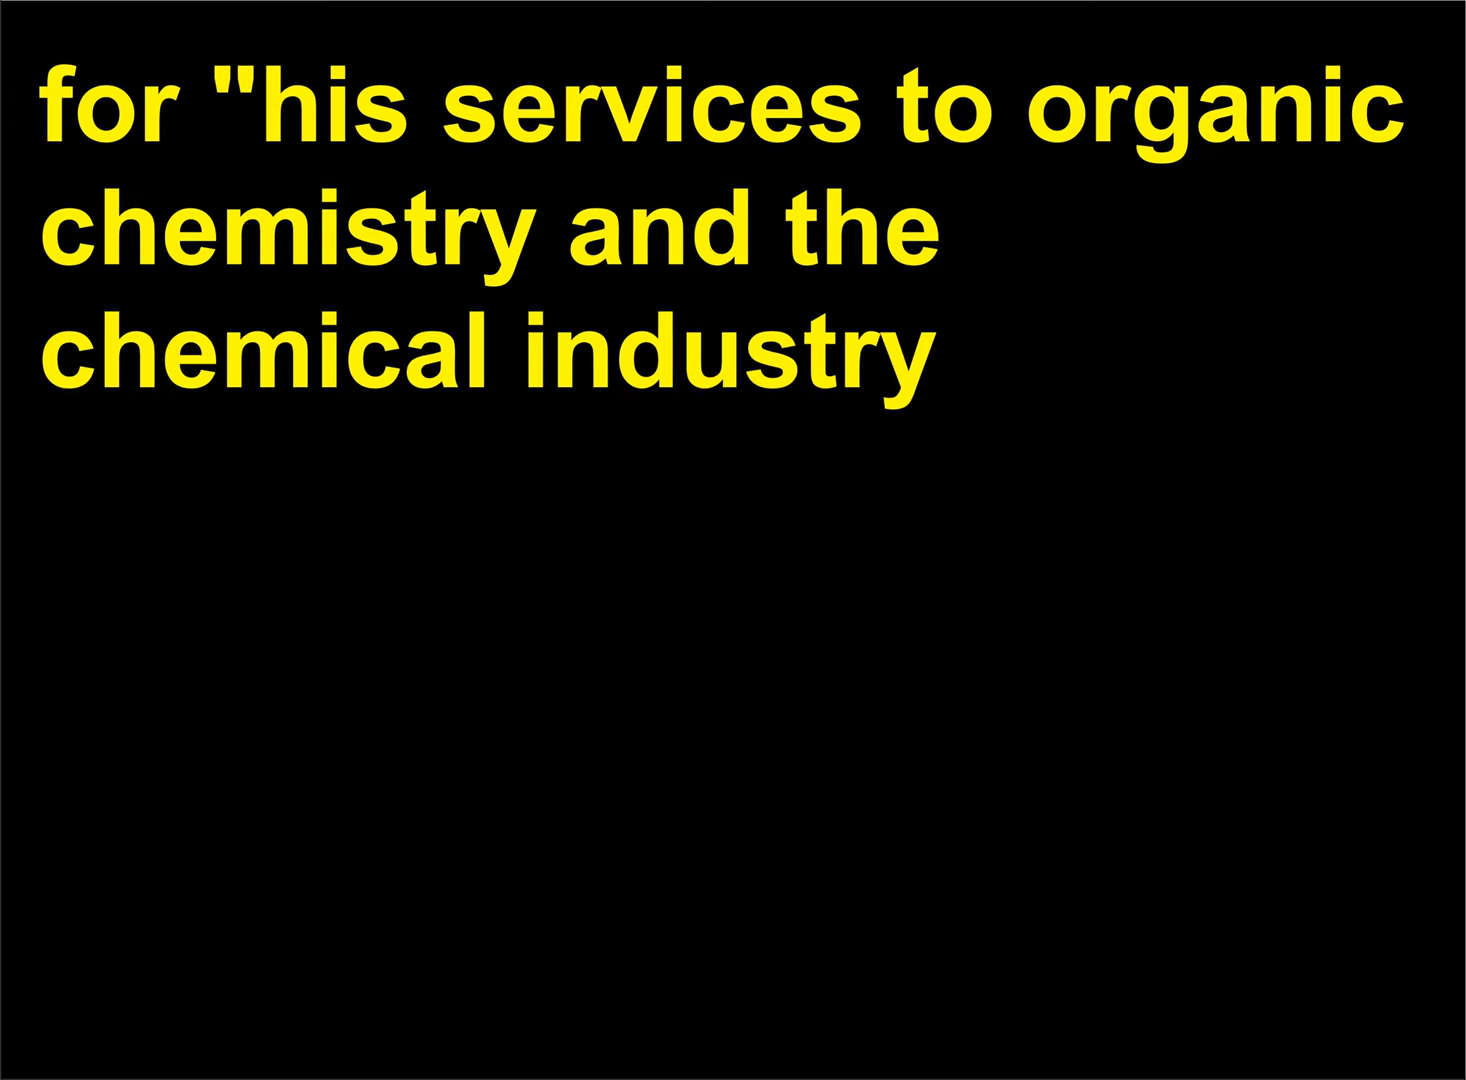 for "his services to organic
chemistry and the
chemical industry